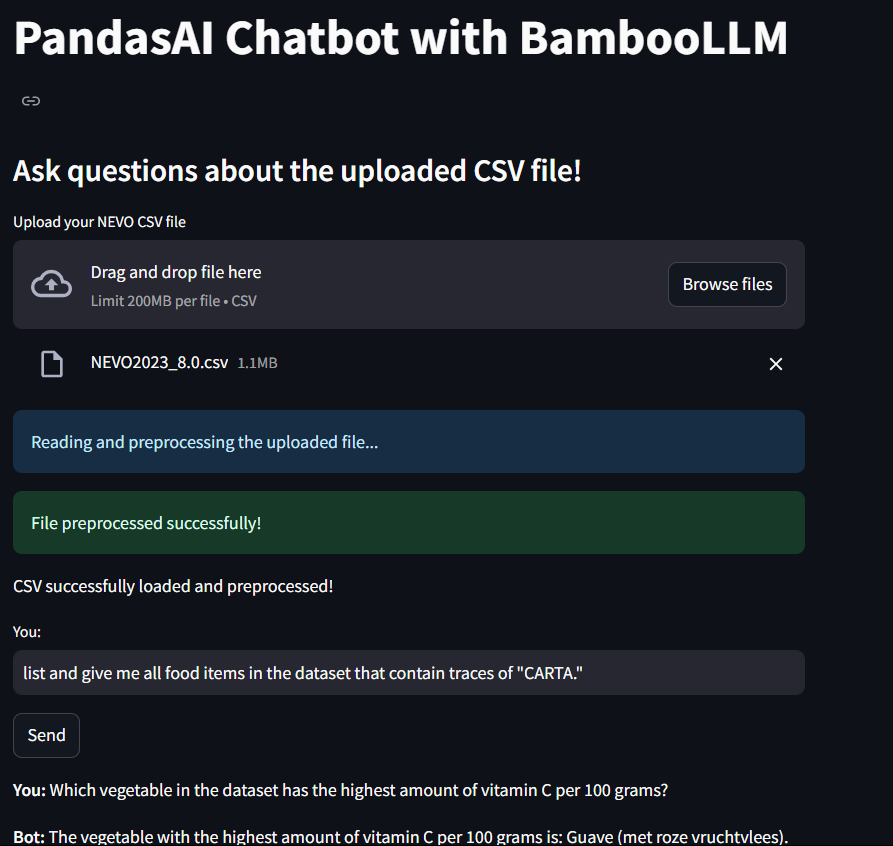 PandasAI Chatbot with BambooLLM
Ask questions about the uploaded CSV file!
Upload your NEVO CSV file
Drag and drop file here
Limit 200MB per file • CSV
Browse files
NEVO2023_8.0.csv 1.1MB
Reading and preprocessing the uploaded file...
File preprocessed successfully!
CSV successfully loaded and preprocessed!
You:
list and give me all food items in the dataset that contain traces of "CARTA."
Send
You: Which vegetable in the dataset has the highest amount of vitamin C per 100 grams?
Bot: The vegetable with the highest amount of vitamin C per 100 grams is: Guave (met roze vruchtvlees).